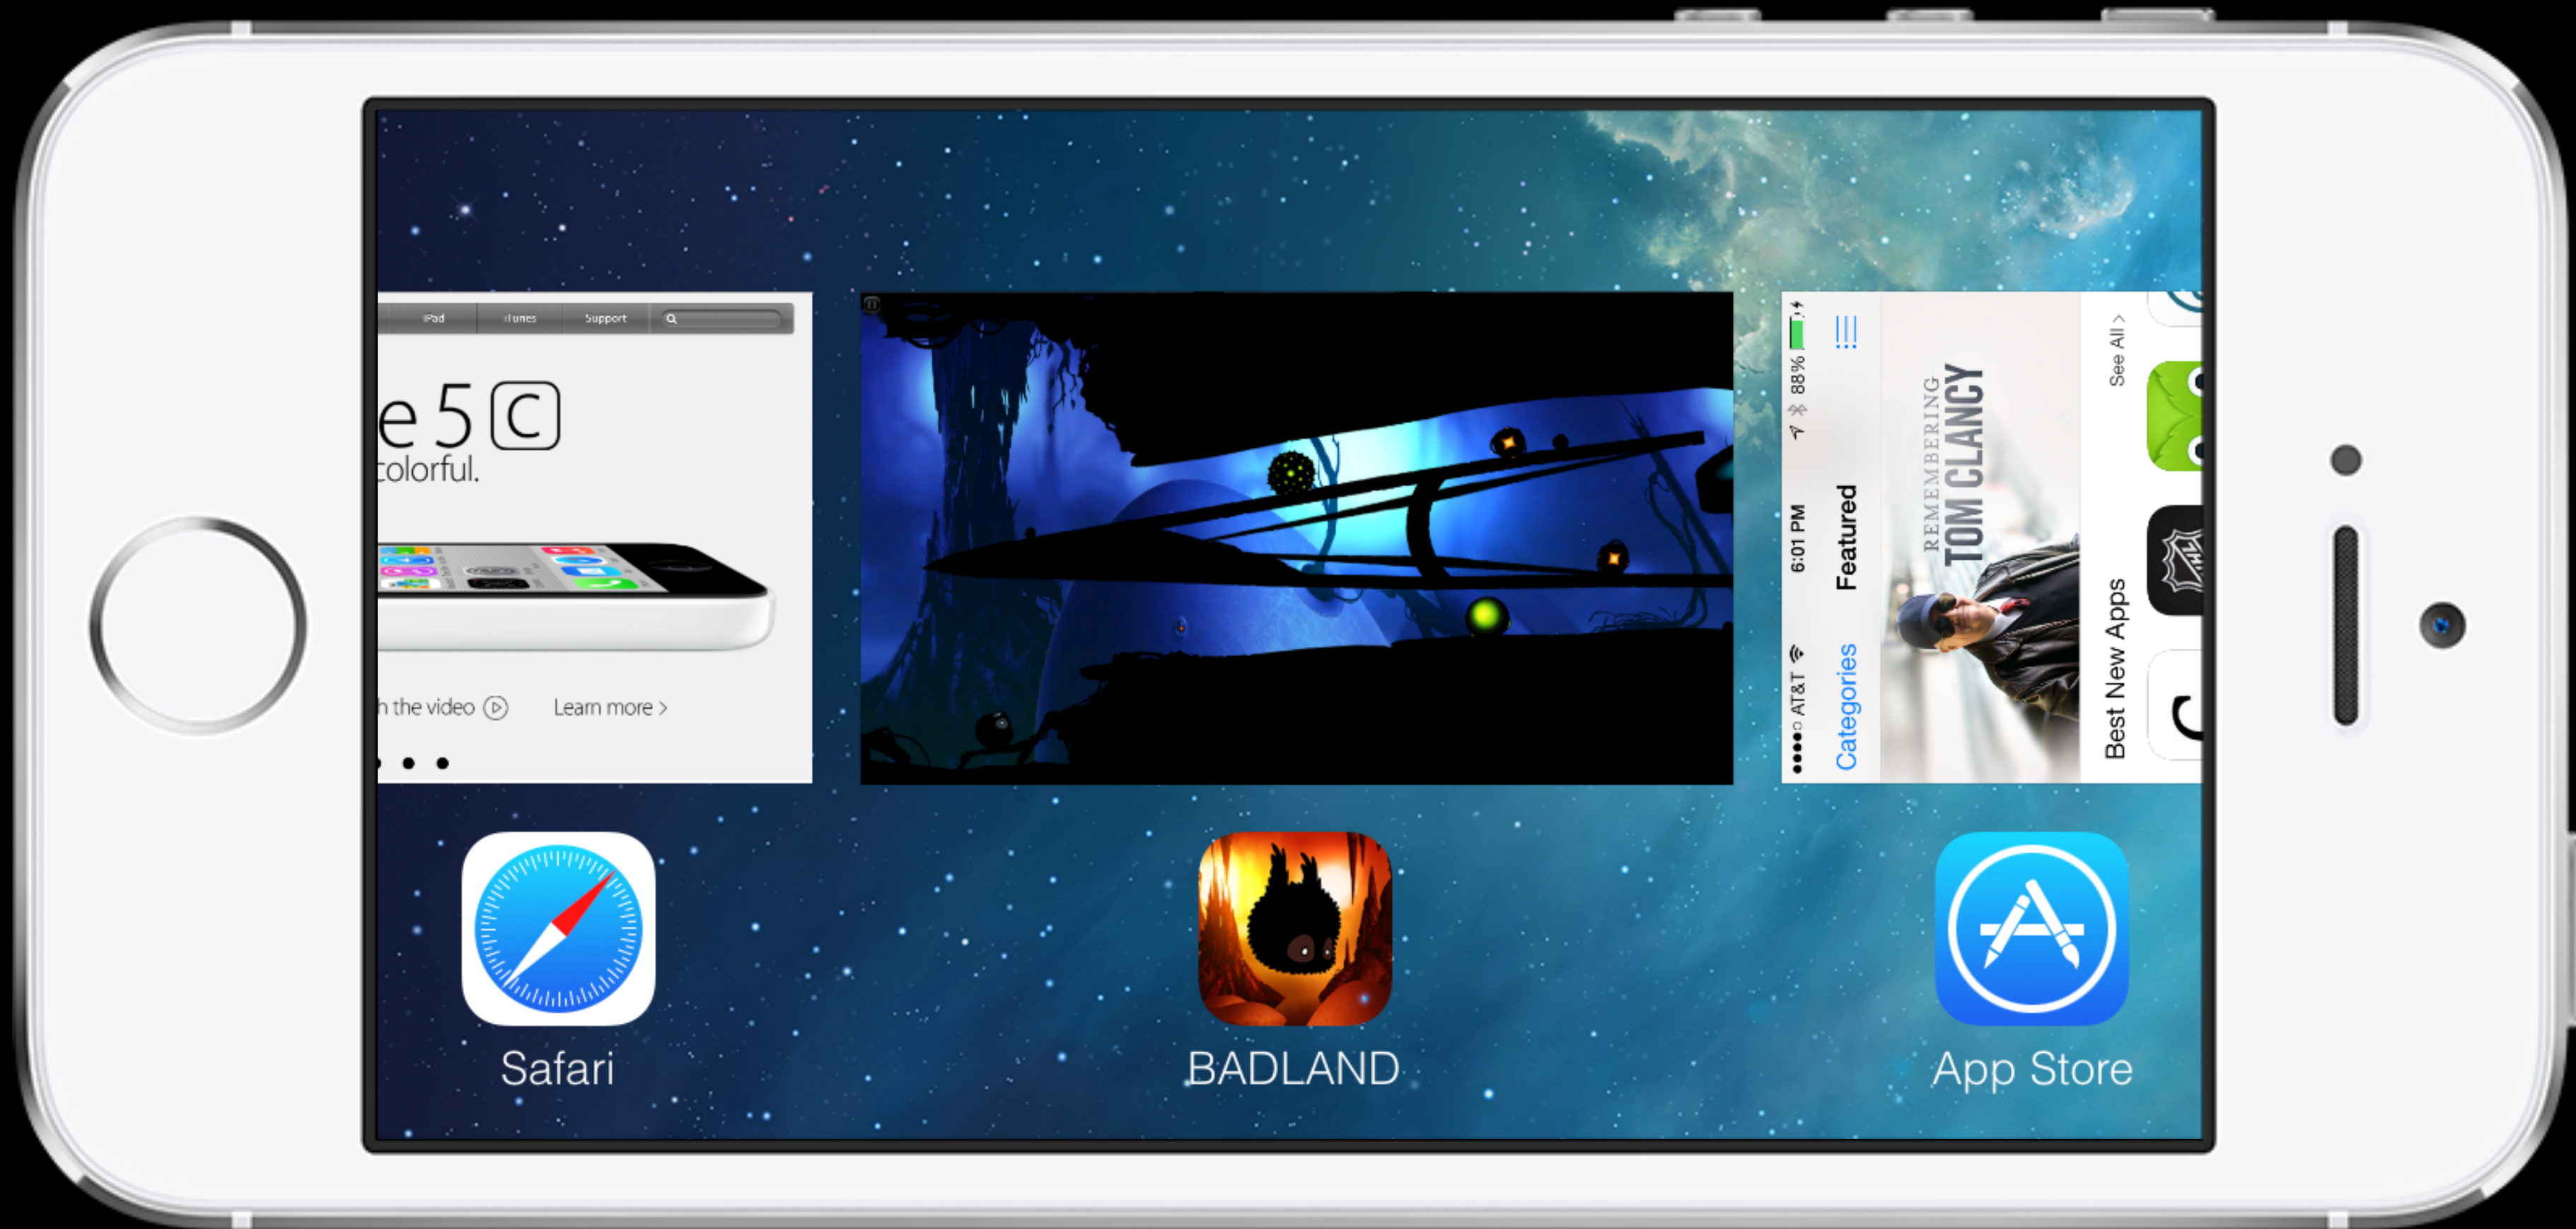 iPad iTunes Support
e 5 C
colorful.
h the video Learn more >
AT&T 6:01 PM 88%
Categories Featured
REMEMBERING
TOM CLANCY
Best New Apps See All >
NHL
Safari BADLAND App Store